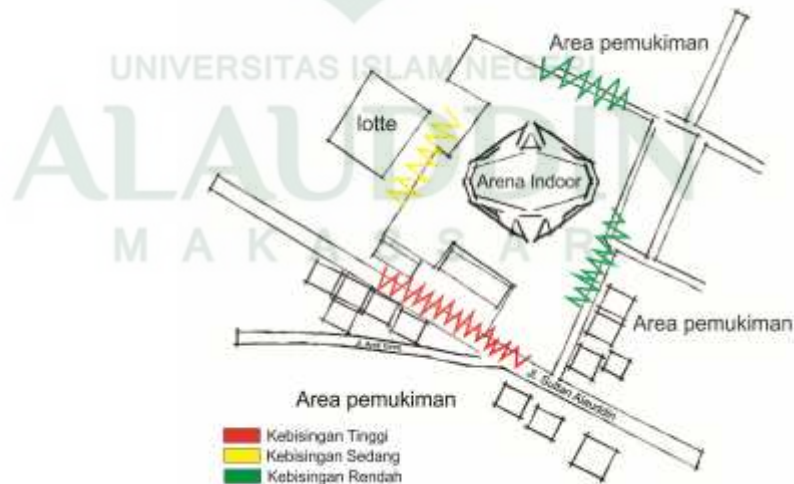 Area pemukiman
UNIVERSITAS ISLAM NEGERI
lotte
ALAUDDIN
Arena Indoor
MAKASSAR
Area pemukiman
Jl. Sultan Alauddin
Area pemukiman
Kebisingan Tinggi
Kebisingan Sedang
Kebisingan Rendah